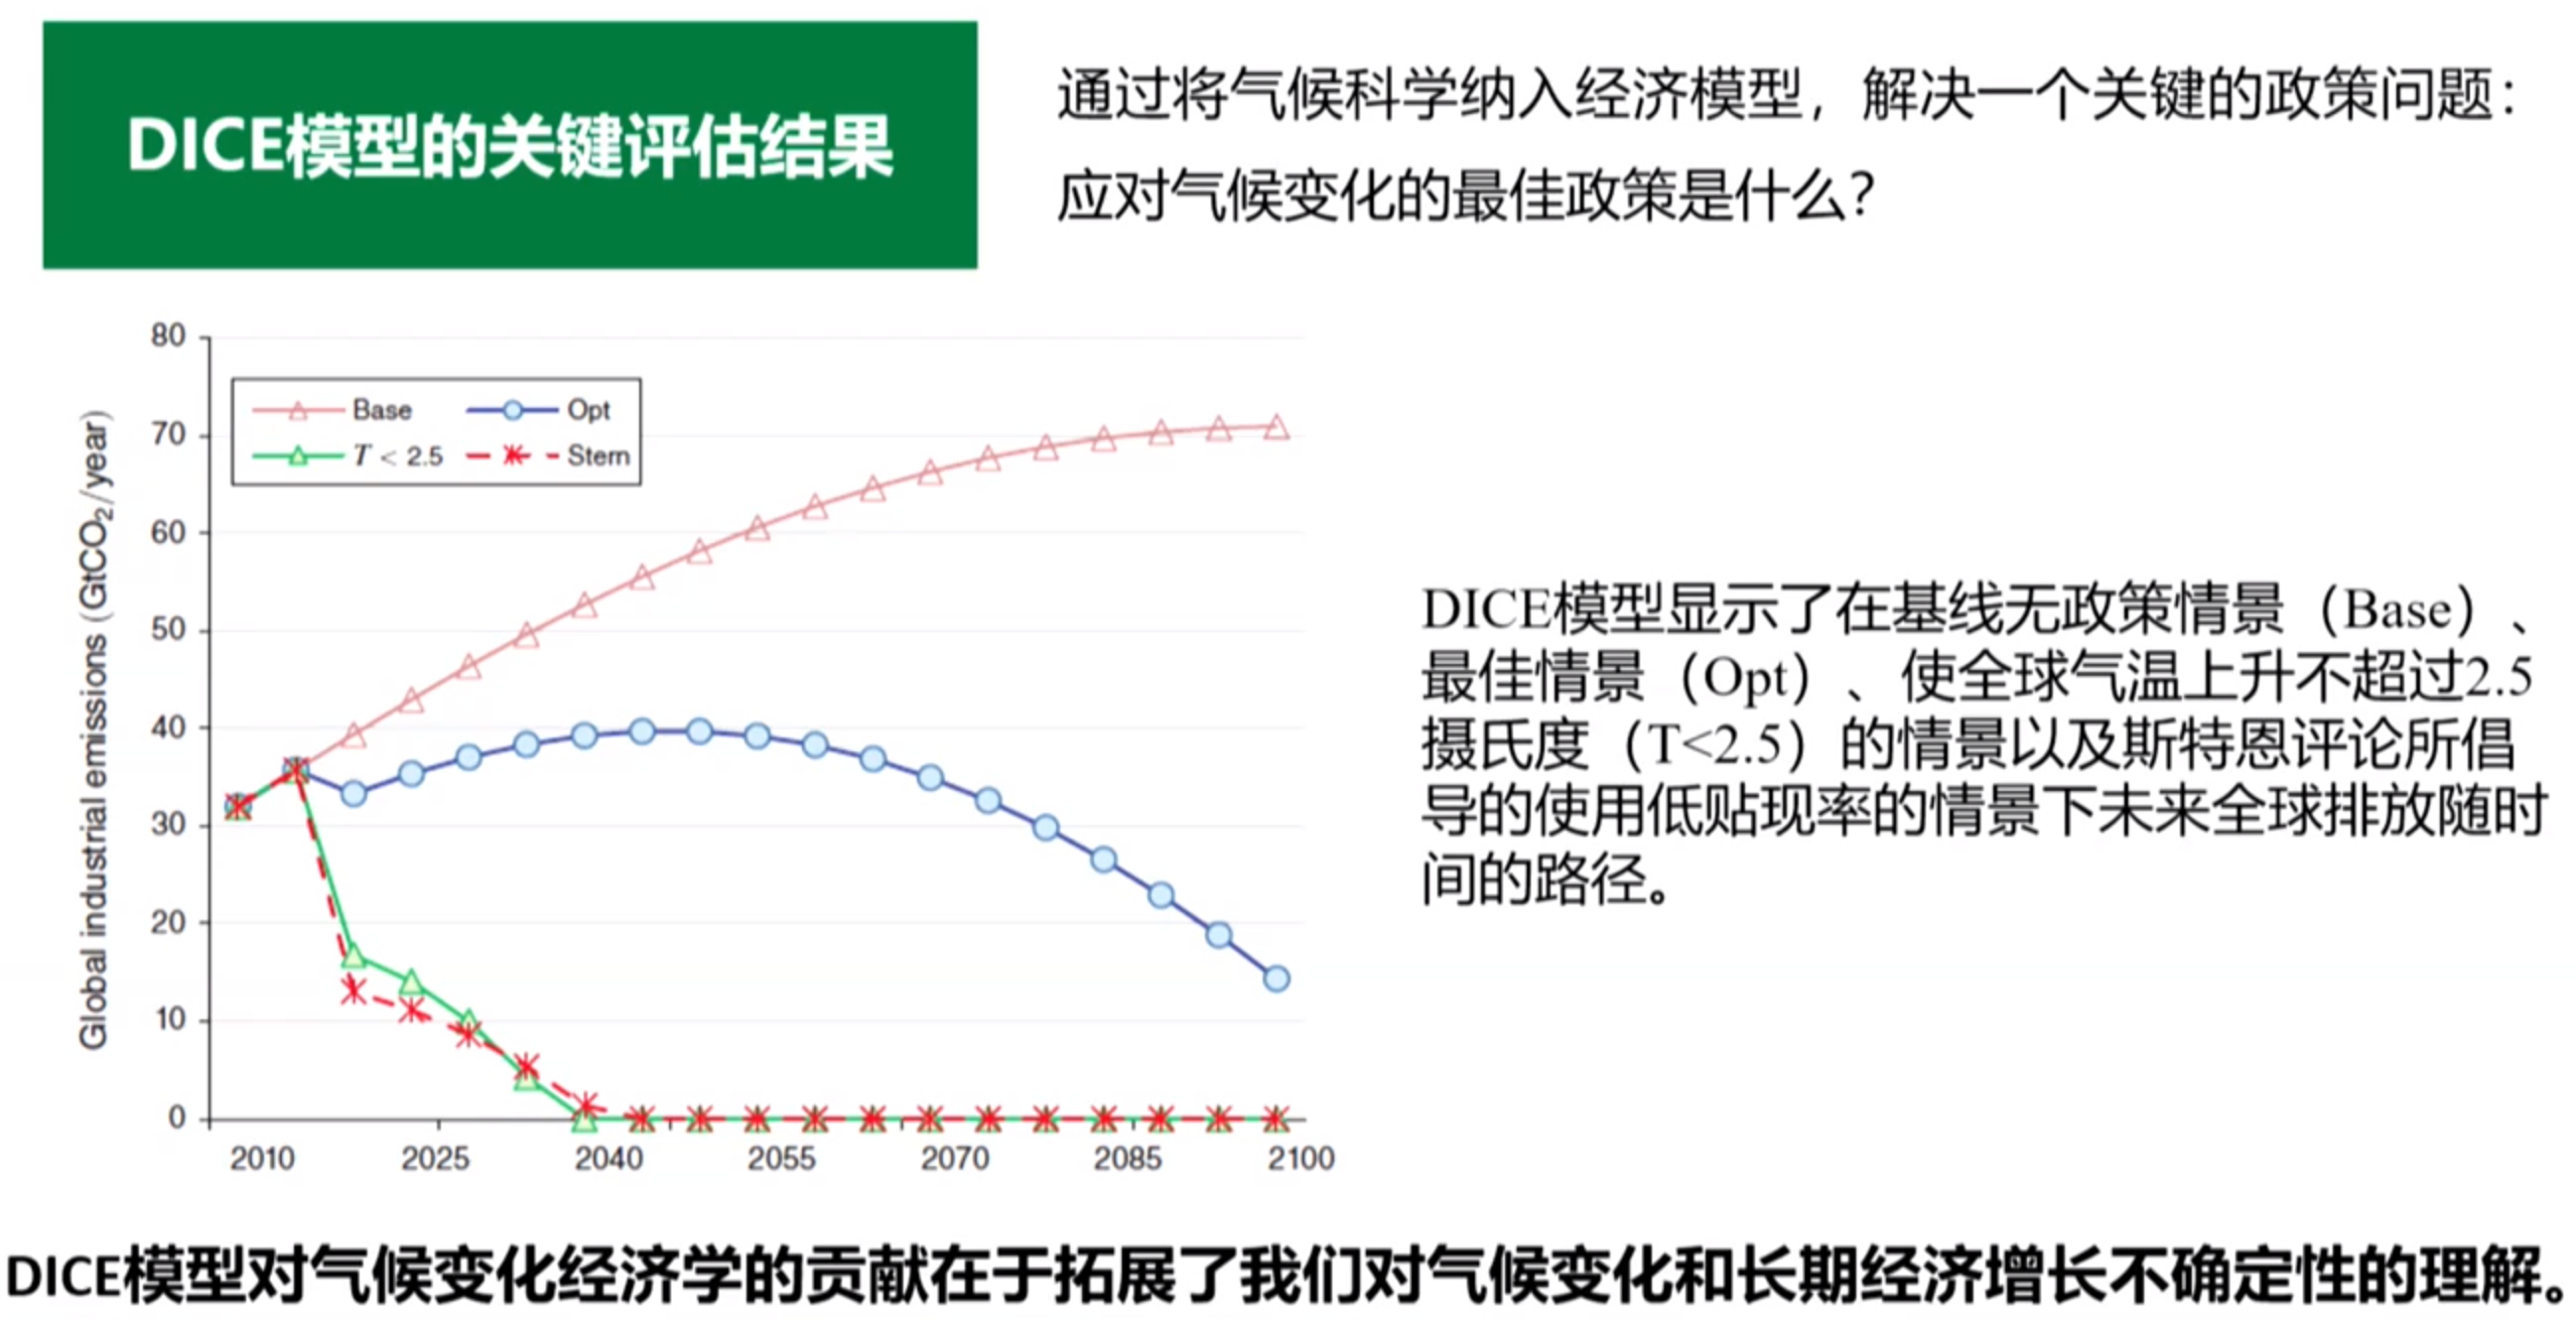 DICE模型的关键评估结果
通过将气候科学纳入经济模型，解决一个关键的政策问题：
应对气候变化的最佳政策是什么？
Global industrial emissions (GtCO₂/year)
80
70
60
50
40
30
20
10
0
Base
Opt
T < 2.5
Stern
2010 2025 2040 2055 2070 2085 2100
DICE模型显示了在基线无政策情景（Base）、
最佳情景（Opt）、使全球气温上升不超过2.5
摄氏度（T<2.5）的情景以及斯特恩评论所倡
导的使用低贴现率的情景下未来全球排放随时
间的路径。
DICE模型对气候变化经济学的贡献在于拓展了我们对气候变化和长期经济增长不确定性的理解。